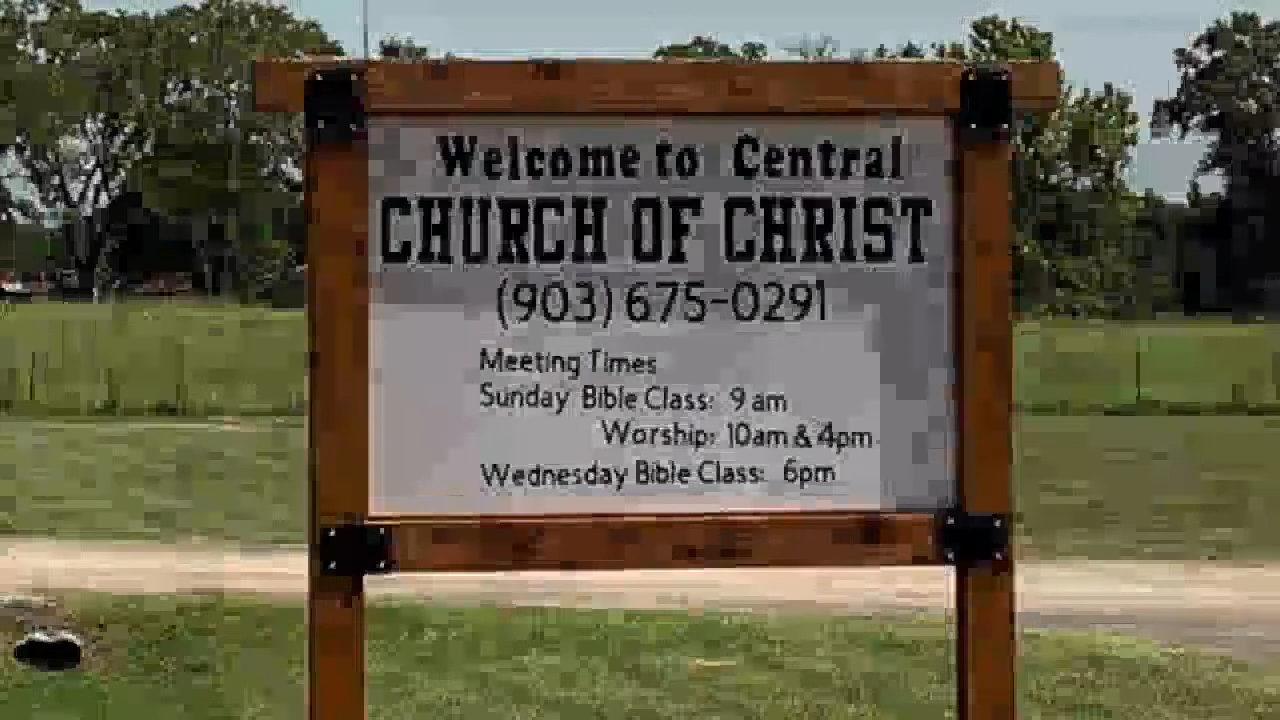 Welcome to Central
CHURCH OF CHRIST
(903) 675-0291
Meeting Times
Sunday Bible Class: 9 am
Worship: 10am & 4pm
Wednesday Bible Class: 6pm